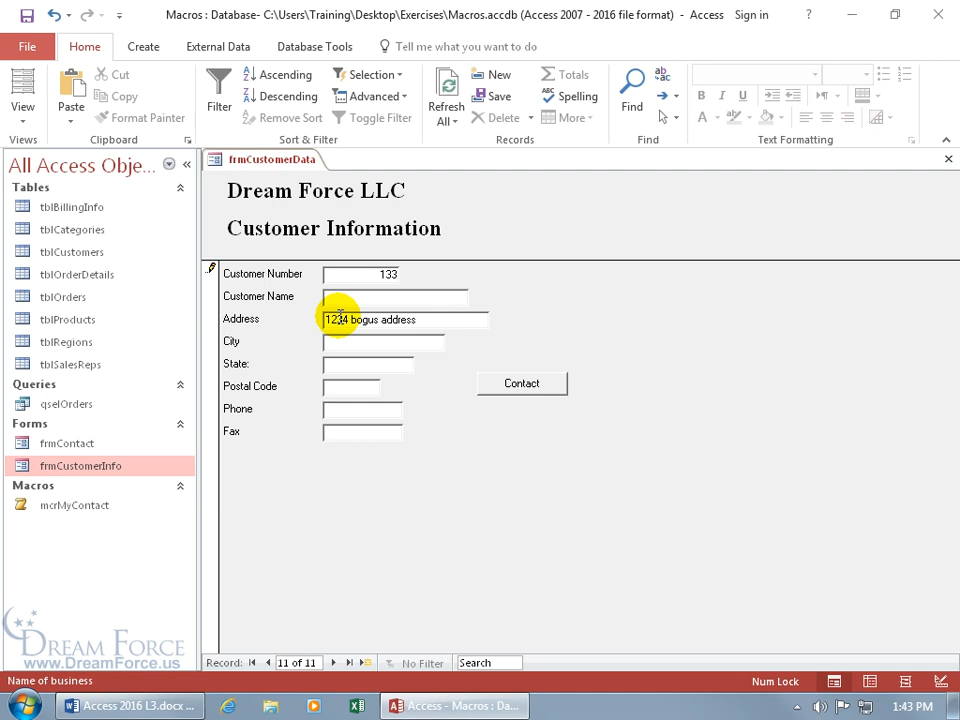 Macros : Database- C:\Users\Training\Desktop\Exercises\Macros.accdb (Access 2007 - 2016 file format) - Access
Sign in
?
File
Home
Create
External Data
Database Tools
Tell me what you want to do
View
Views
Paste
Cut
Copy
Format Painter
Clipboard
Filter
Ascending
Descending
Remove Sort
Selection
Advanced
Toggle Filter
Sort & Filter
Refresh
All
New
Save
Delete
Totals
Spelling
More
Records
Find
Find
B I U
A
Text Formatting
All Access Obje...
Tables
tblBillingInfo
tblCategories
tblCustomers
tblOrderDetails
tblOrders
tblProducts
tblRegions
tblSalesReps
Queries
qselOrders
Forms
frmContact
frmCustomerInfo
Macros
mcrMyContact
frmCustomerData
Dream Force LLC
Customer Information
Customer Number 133
Customer Name
Address 1234 bogus address
City
State:
Postal Code
Phone
Fax
Contact
DREAM FORCE
www.DreamForce.us
Record: 11 of 11 No Filter Search
Name of business
Num Lock
Access 2016 L3.docx ...
Access - Macros : Da...
1:43 PM